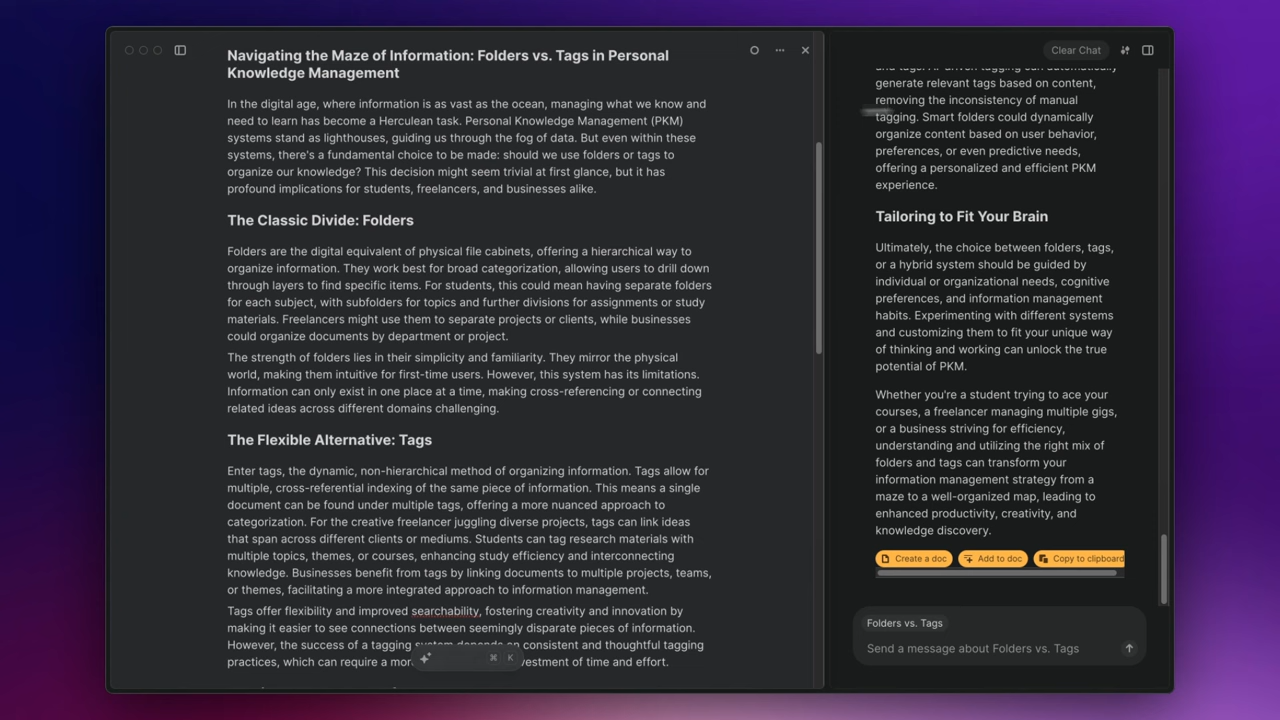 Navigating the Maze of Information: Folders vs. Tags in Personal
Knowledge Management
In the digital age, where information is as vast as the ocean, managing what we know and
need to learn has become a Herculean task. Personal Knowledge Management (PKM)
systems stand as lighthouses, guiding us through the fog of data. But even within these
systems, there's a fundamental choice to be made: should we use folders or tags to
organize our knowledge? This decision might seem trivial at first glance, but it has
profound implications for students, freelancers, and businesses alike.
The Classic Divide: Folders
Folders are the digital equivalent of physical file cabinets, offering a hierarchical way to
organize information. They work best for broad categorization, allowing users to drill down
through layers to find specific items. For students, this could mean having separate folders
for each subject, with subfolders for topics and further divisions for assignments or study
materials. Freelancers might use them to separate projects or clients, while businesses
could organize documents by department or project.
The strength of folders lies in their simplicity and familiarity. They mirror the physical
world, making them intuitive for first-time users. However, this system has its limitations.
Information can only exist in one place at a time, making cross-referencing or connecting
related ideas across different domains challenging.
The Flexible Alternative: Tags
Enter tags, the dynamic, non-hierarchical method of organizing information. Tags allow for
multiple, cross-referential indexing of the same piece of information. This means a single
document can be found under multiple tags, offering a more nuanced approach to
categorization. For the creative freelancer juggling diverse projects, tags can link ideas
that span across different clients or mediums. Students can tag research materials with
multiple topics, themes, or courses, enhancing study efficiency and interconnecting
knowledge. Businesses benefit from tags by linking documents to multiple projects, teams,
or themes, facilitating a more integrated approach to information management.
Tags offer flexibility and improved searchability, fostering creativity and innovation by
making it easier to see connections between seemingly disparate pieces of information.
However, the success of a tagging system depends on consistent and thoughtful tagging
practices, which can require a mor vestment of time and effort.
⌘ K
Clear Chat
generate relevant tags based on content,
removing the inconsistency of manual
tagging. Smart folders could dynamically
organize content based on user behavior,
preferences, or even predictive needs,
offering a personalized and efficient PKM
experience.
Tailoring to Fit Your Brain
Ultimately, the choice between folders, tags,
or a hybrid system should be guided by
individual or organizational needs, cognitive
preferences, and information management
habits. Experimenting with different systems
and customizing them to fit your unique way
of thinking and working can unlock the true
potential of PKM.
Whether you're a student trying to ace your
courses, a freelancer managing multiple gigs,
or a business striving for efficiency,
understanding and utilizing the right mix of
folders and tags can transform your
information management strategy from a
maze to a well-organized map, leading to
enhanced productivity, creativity, and
knowledge discovery.
Create a doc
Add to doc
Copy to clipboard
Folders vs. Tags
Send a message about Folders vs. Tags